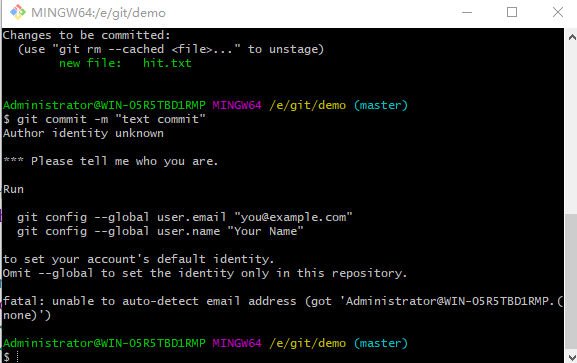 MINGW64:/e/git/demo
Changes to be committed:
  (use "git rm --cached <file>..." to unstage)
        new file:   hit.txt
Administrator@WIN-O5R5TBD1RMP MINGW64 /e/git/demo (master)
$ git commit -m "text commit"
Author identity unknown
*** Please tell me who you are.
Run
  git config --global user.email "you@example.com"
  git config --global user.name "Your Name"
to set your account's default identity.
Omit --global to set the identity only in this repository.
fatal: unable to auto-detect email address (got 'Administrator@WIN-O5R5TBD1RMP.(
none)')
Administrator@WIN-O5R5TBD1RMP MINGW64 /e/git/demo (master)
$